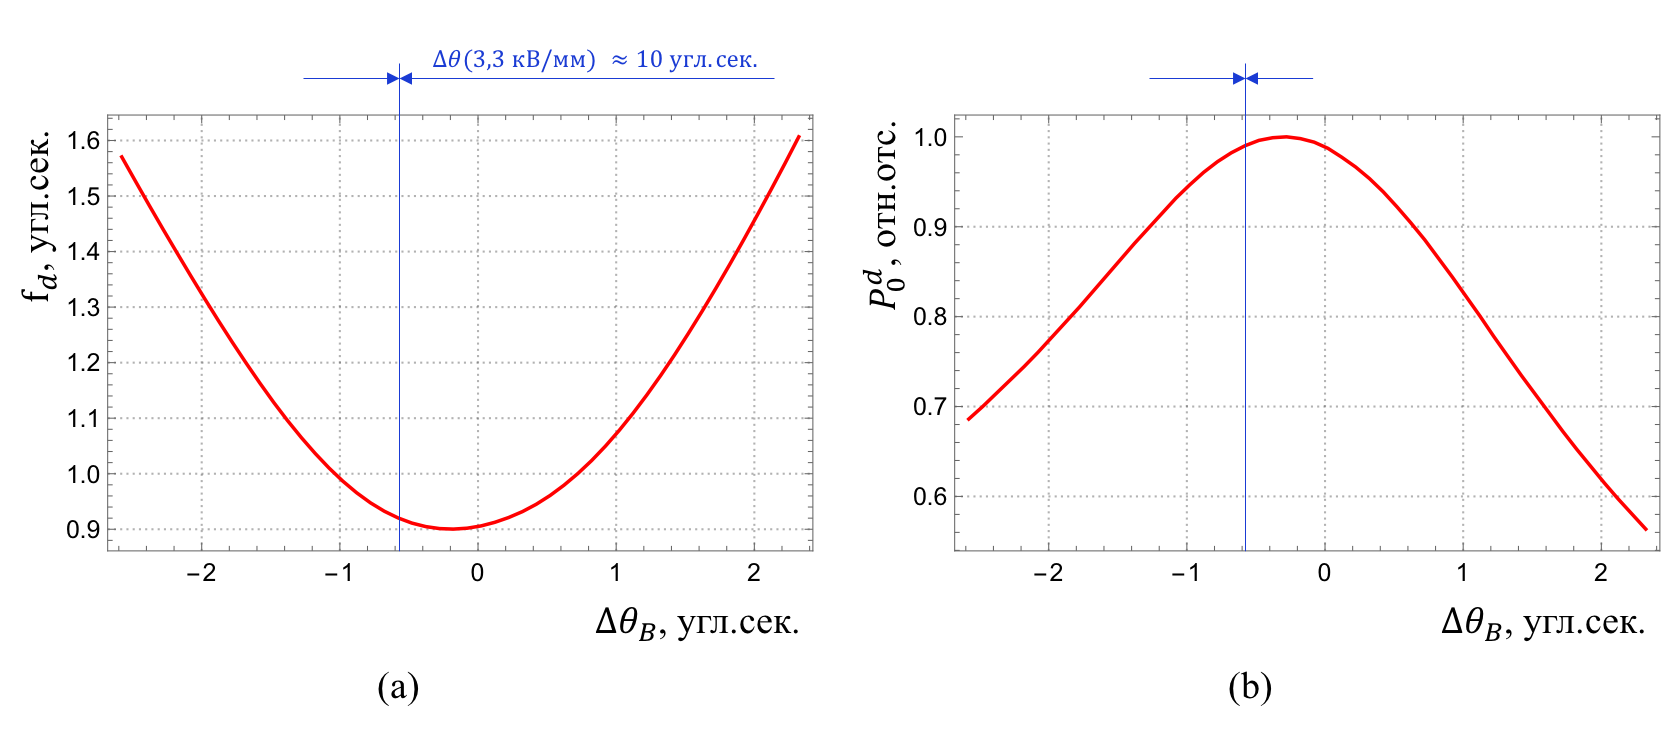 Δθ(3,3 кВ/мм) ≈ 10 угл.сек.
f_d, угл.сек.
1.6
1.5
1.4
1.3
1.2
1.1
1.0
0.9
−2 −1 0 1 2
Δθ_B, угл.сек.
(a)
P_0^d, отн.отс.
1.0
0.9
0.8
0.7
0.6
−2 −1 0 1 2
Δθ_B, угл.сек.
(b)